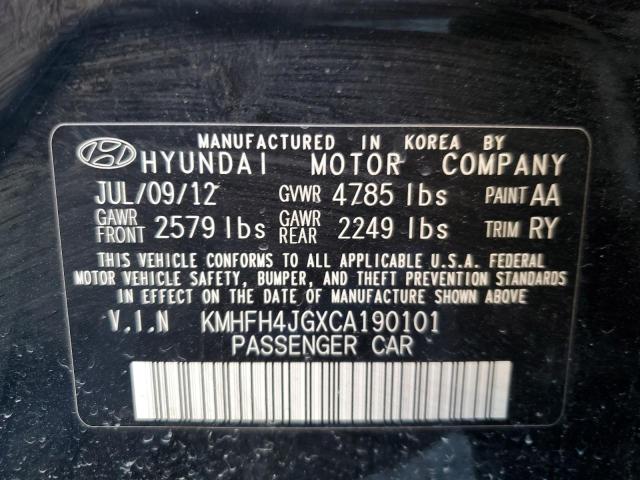 MANUFACTURED IN KOREA BY
HYUNDAI MOTOR COMPANY
JUL/09/12 GVWR 4785 lbs PAINT AA
GAWR FRONT 2579 lbs GAWR REAR 2249 lbs TRIM RY
THIS VEHICLE CONFORMS TO ALL APPLICABLE U.S.A. FEDERAL
MOTOR VEHICLE SAFETY, BUMPER, AND THEFT PREVENTION STANDARDS
IN EFFECT ON THE DATE OF MANUFACTURE SHOWN ABOVE
V.I.N KMHFH4JGXCA190101
PASSENGER CAR